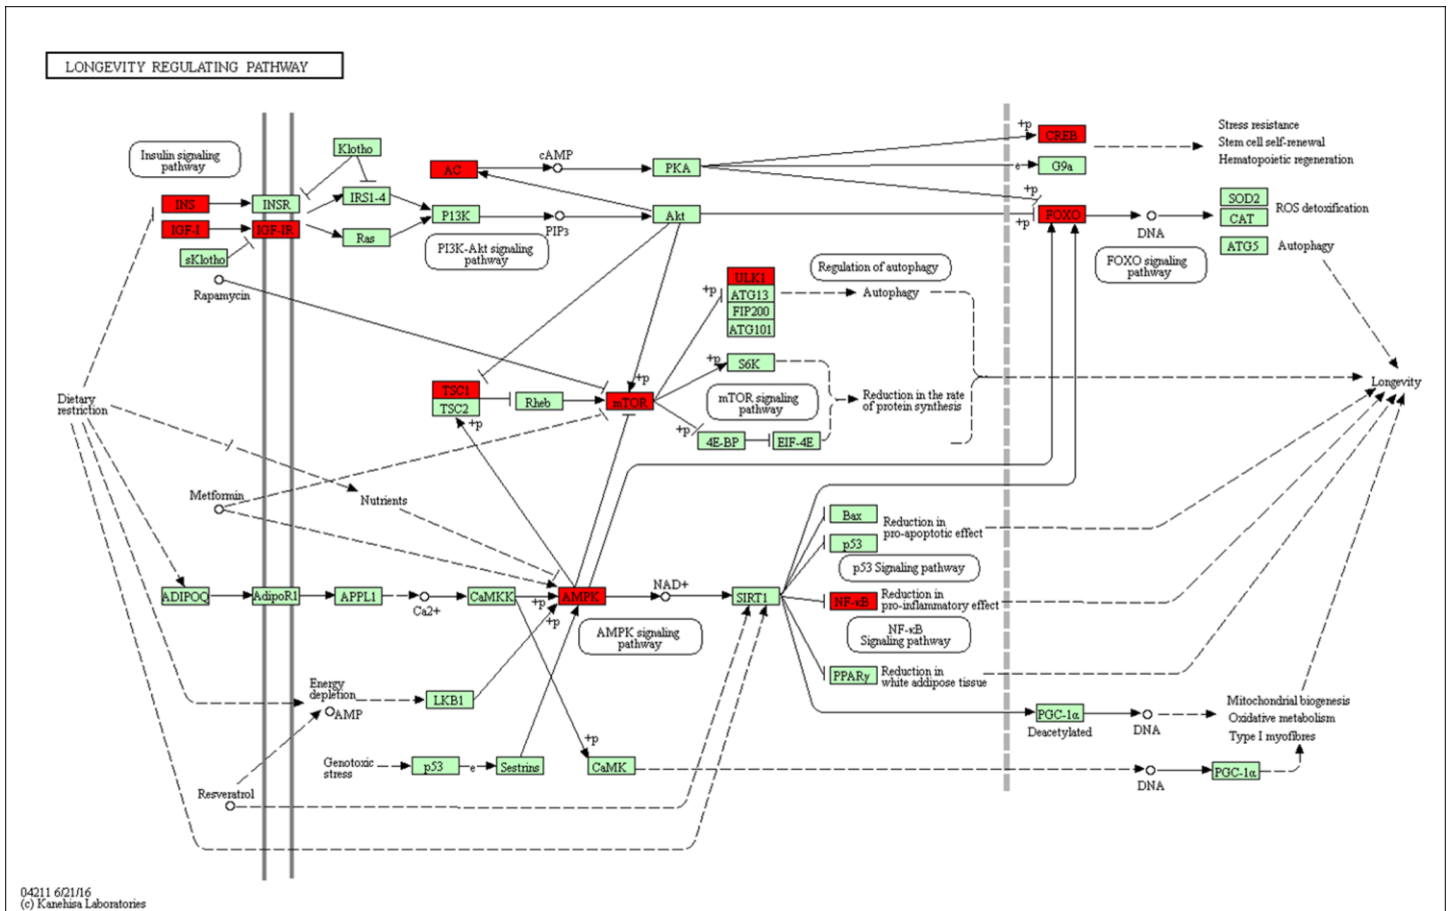 LONGEVITY REGULATING PATHWAY
Insulin signaling
pathway
Klotho
INS
INSR
IRS1-4
IGF-I
IGF-IR
Ras
sKlotho
Rapamycin
P13K
PIP3
PI3K-Akt signaling
pathway
AC
cAMP
PKA
Akt
+p
CREB
e
G9a
+p
+p
FOXO
DNA
FOXO signaling
pathway
Stress resistance
Stem cell self-renewal
Hematopoietic regeneration
SOD2
CAT
ROS detoxification
ATG5
Autophagy
ULK1
+p
ATG13
FIP200
ATG101
Regulation of autophagy
Autophagy
TSC1
TSC2
+p
Rheb
+p
mTOR
+p
S6K
mTOR signaling
pathway
+p
4E-BP
EIF-4E
Reduction in the rate
of protein synthesis
Longevity
Dietary
restriction
Metformin
Nutrients
ADIPOQ
AdipoR1
APPL1
Ca2+
CaMKK
+p
+p
AMPK
NAD+
SIRT1
AMPK signaling
pathway
Bax
p53
Reduction in
pro-apoptotic effect
p53 Signaling pathway
NF-κB
Reduction in
pro-inflammatory effect
NF-κB
Signaling pathway
PPARγ
Reduction in
white adipose tissue
Energy
depletion
AMP
LKB1
PGC-1α
Deacetylated
DNA
Mitochondrial biogenesis
Oxidative metabolism
Type I myofibres
Genotoxic
stress
p53
e
Sestrins
+p
CaMK
DNA
PGC-1α
Resveratrol
04211 6/21/16
(c) Kanehisa Laboratories